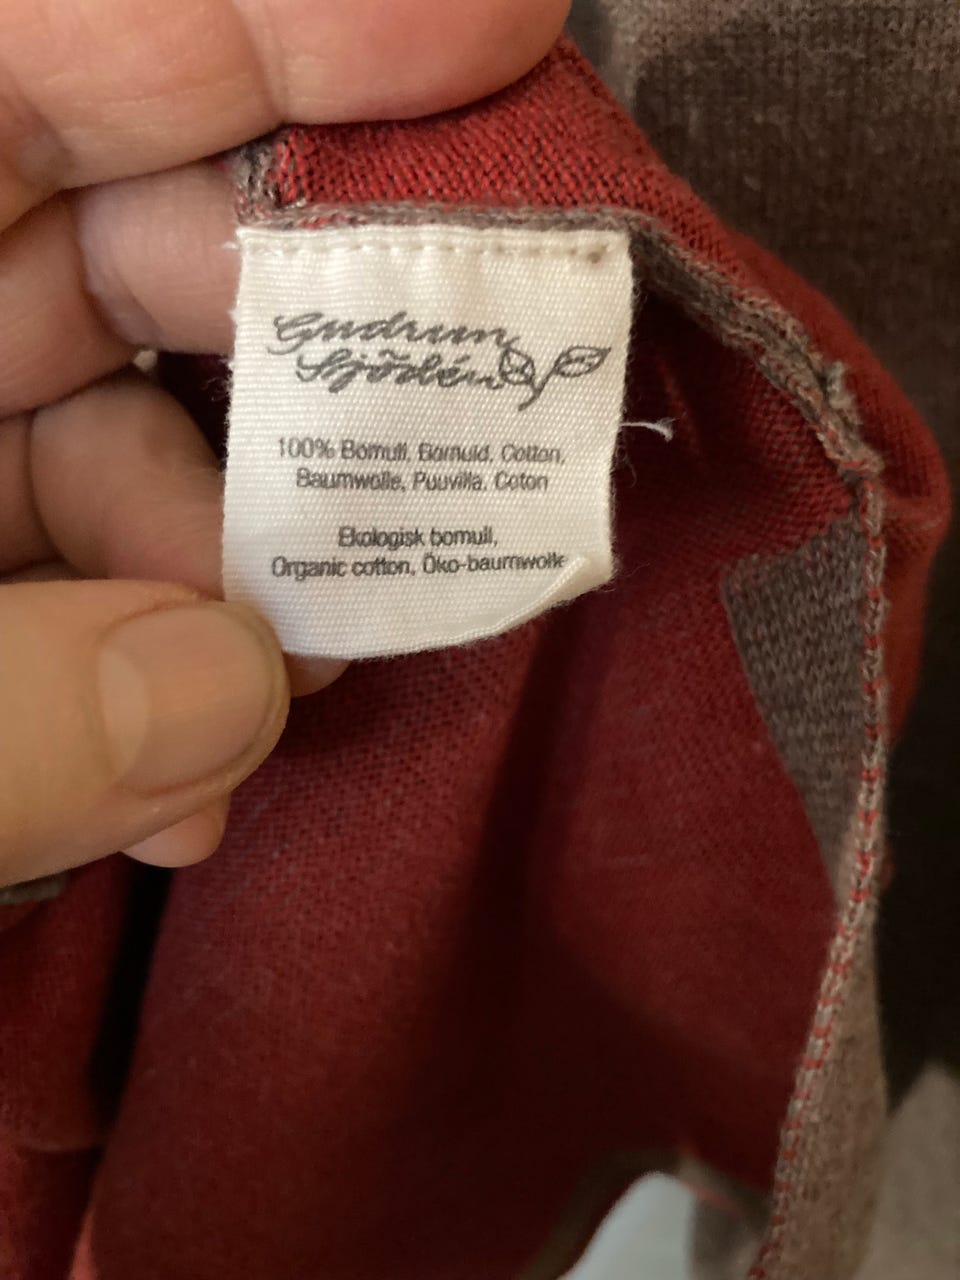 Gudrun
Sjödén
100% Bomull, Bomuld, Cotton,
Baumwolle, Puuvilla, Coton
Ekologisk bomull,
Organic cotton, Öko-baumwolle